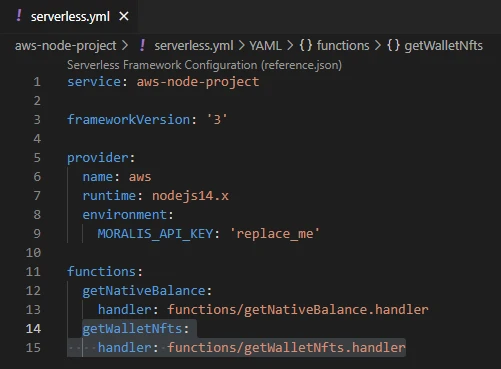 ! serverless.yml ×
aws-node-project > ! serverless.yml > YAML > {} functions > {} getWalletNfts
Serverless Framework Configuration (reference.json)
1 service: aws-node-project
2
3 frameworkVersion: '3'
4
5 provider:
6   name: aws
7   runtime: nodejs14.x
8   environment:
9     MORALIS_API_KEY: 'replace_me'
10
11 functions:
12   getNativeBalance:
13     handler: functions/getNativeBalance.handler
14   getWalletNfts:
15     handler: functions/getWalletNfts.handler